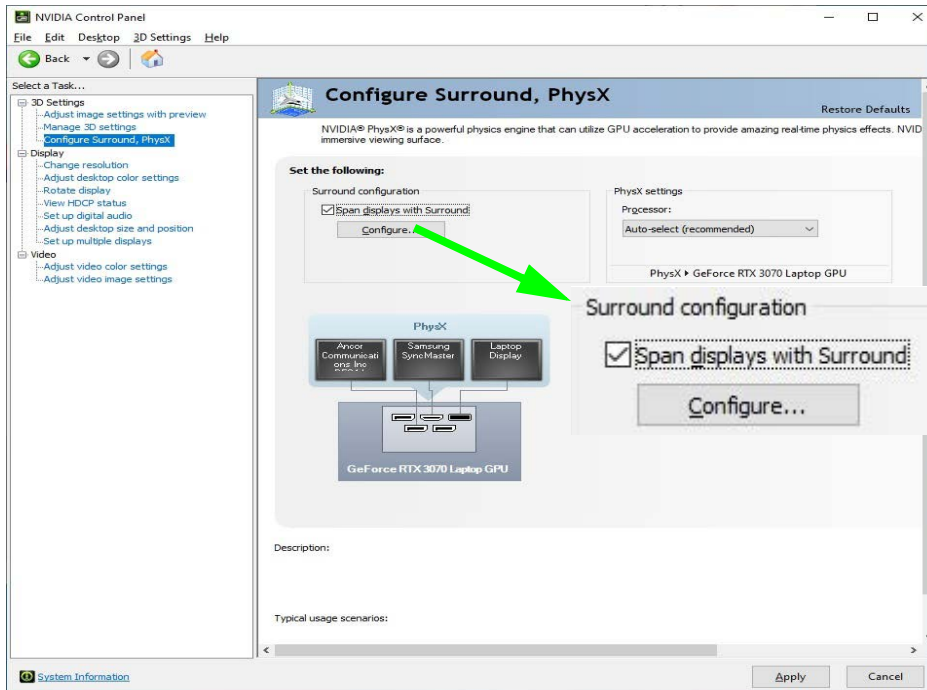 NVIDIA Control Panel
File Edit Desktop 3D Settings Help
Back
Select a Task...
3D Settings
Adjust image settings with preview
Manage 3D settings
Configure Surround, PhysX
Display
Change resolution
Adjust desktop color settings
Rotate display
View HDCP status
Set up digital audio
Adjust desktop size and position
Set up multiple displays
Video
Adjust video color settings
Adjust video image settings
Configure Surround, PhysX
Restore Defaults
NVIDIA® PhysX® is a powerful physics engine that can utilize GPU acceleration to provide amazing real-time physics effects. NVID
immersive viewing surface.
Set the following:
Surround configuration
Span displays with Surround
Configure...
PhysX settings
Processor:
Auto-select (recommended)
PhysX GeForce RTX 3070 Laptop GPU
Surround configuration
Span displays with Surround
Configure...
PhysX
Ancor
Communicati
ons Inc
Samsung
SyncMaster
Laptop
Display
GeForce RTX 3070 Laptop GPU
Description:
Typical usage scenarios:
System Information
Apply
Cancel